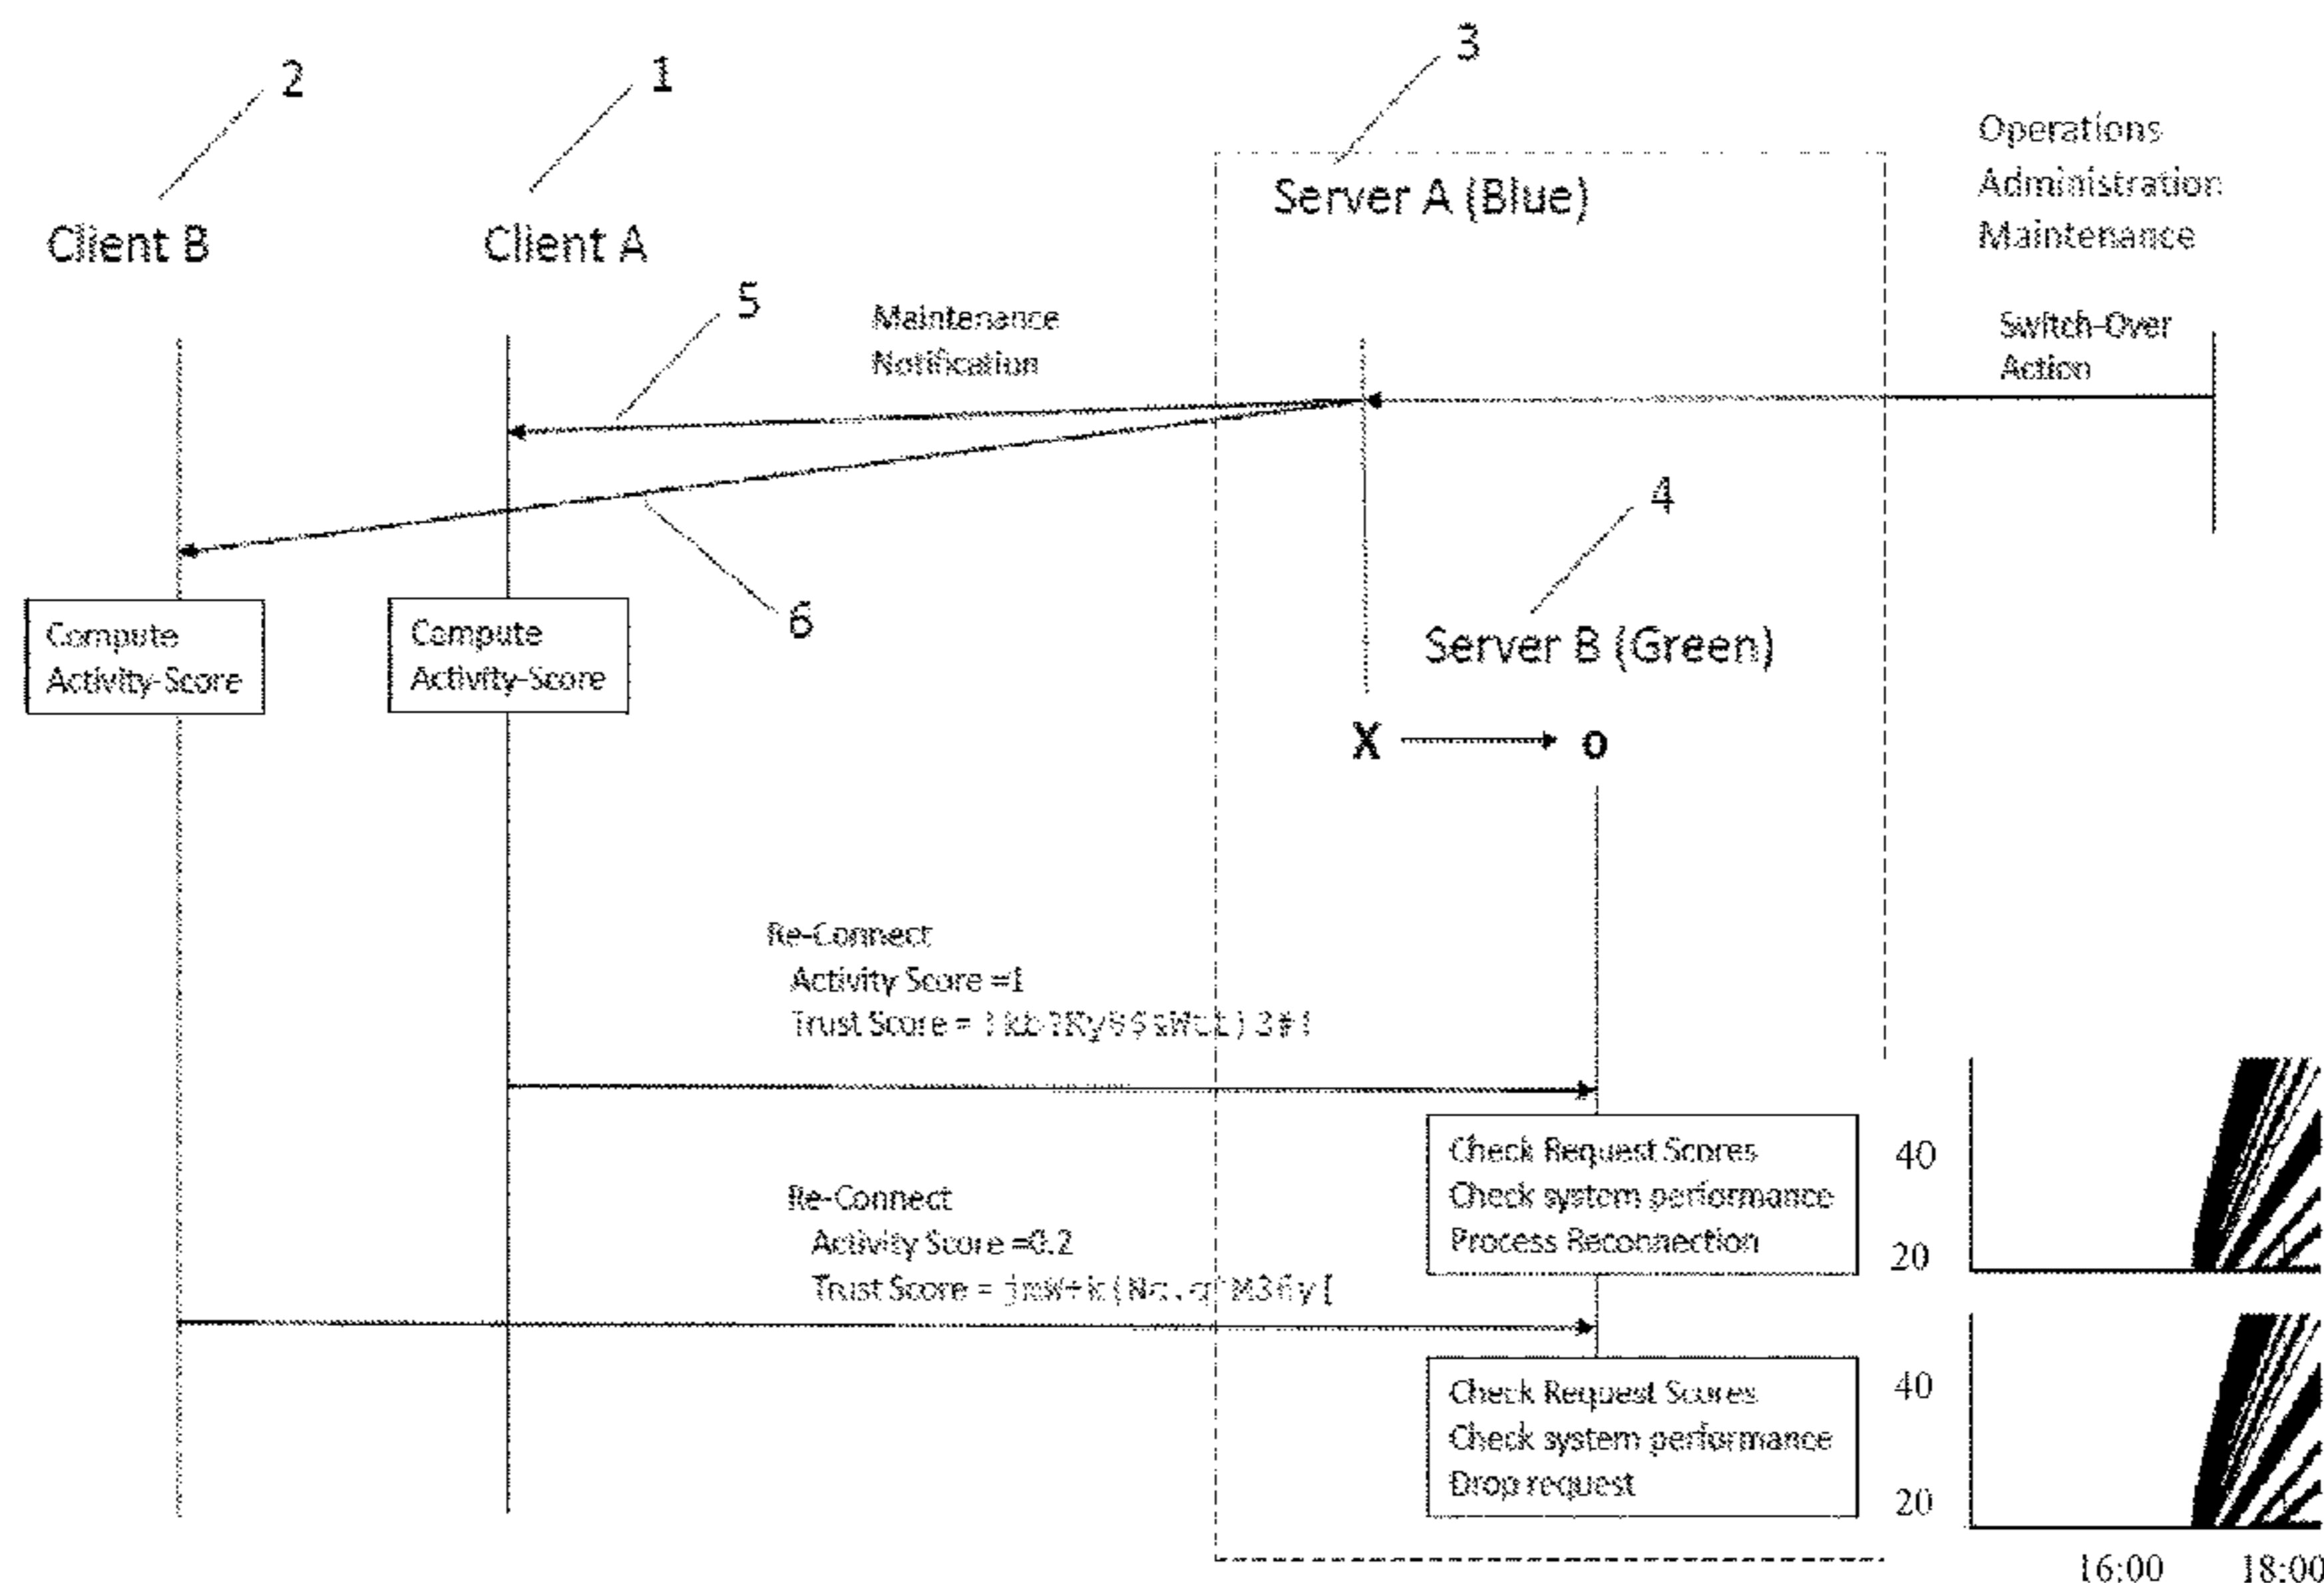 2
1
3
Operations
Administration
Maintenance
Server A (Blue)
Client B
Client A
5
Maintenance
Notification
Switch-Over
Action
4
6
Compute
Activity-Score
Compute
Activity-Score
Server B (Green)
X
o
Re-Connect
Activity Score =1
Trust Score =
Check Request Scores
Check system performance
Process Reconnection
40
20
Re-Connect
Activity Score =0.2
Trust Score =
Check Request Scores
Check system performance
Drop request
40
20
16:00
18:00